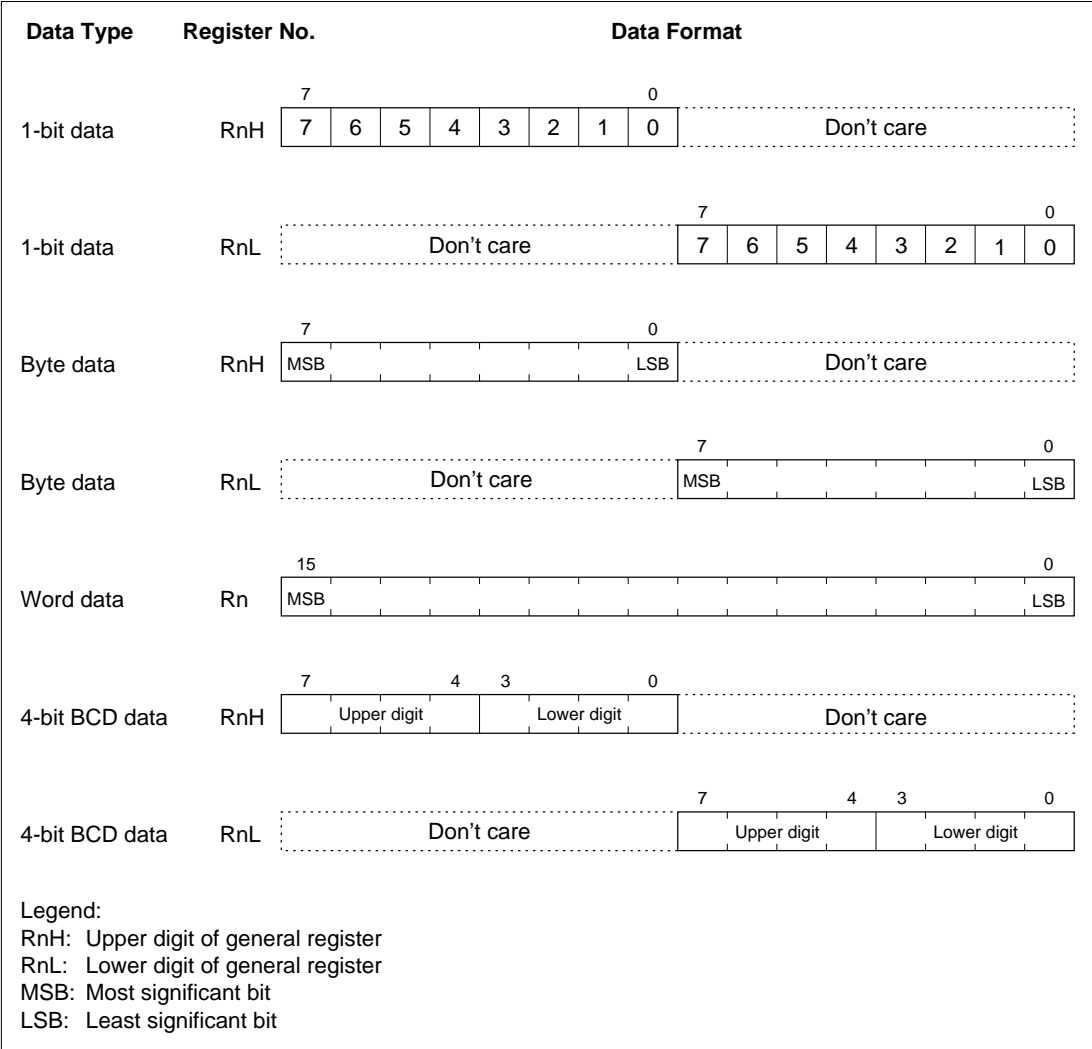 Data Type Register No. Data Format
7 0
1-bit data RnH 7 6 5 4 3 2 1 0 Don't care
7 0
1-bit data RnL Don't care 7 6 5 4 3 2 1 0
7 0
Byte data RnH MSB LSB Don't care
7 0
Byte data RnL Don't care MSB LSB
15 0
Word data Rn MSB LSB
7 4 3 0
4-bit BCD data RnH Upper digit Lower digit Don't care
7 4 3 0
4-bit BCD data RnL Don't care Upper digit Lower digit
Legend:
RnH: Upper digit of general register
RnL: Lower digit of general register
MSB: Most significant bit
LSB: Least significant bit